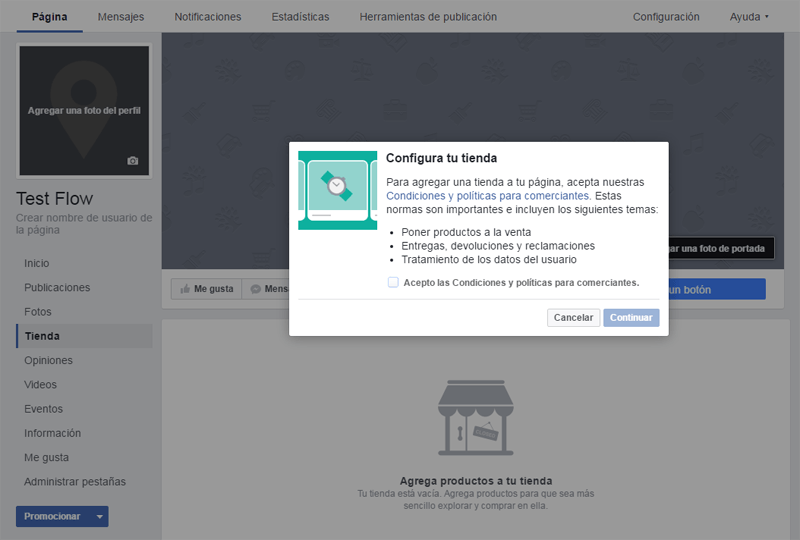 Página Mensajes Notificaciones Estadísticas Herramientas de publicación Configuración Ayuda
Agregar una foto del perfil
Test Flow
Crear nombre de usuario de
la página
Inicio
Publicaciones
Fotos
Tienda
Opiniones
Videos
Eventos
Información
Me gusta
Administrar pestañas
Promocionar
Configura tu tienda
Para agregar una tienda a tu página, acepta nuestras
Condiciones y políticas para comerciantes. Estas
normas son importantes e incluyen los siguientes temas:
• Poner productos a la venta
• Entregas, devoluciones y reclamaciones
• Tratamiento de los datos del usuario
Acepto las Condiciones y políticas para comerciantes.
Cancelar Continuar
una foto de portada
Me gusta
un botón
Agrega productos a tu tienda
Tu tienda está vacía. Agrega productos para que sea más
sencillo explorar y comprar en ella.